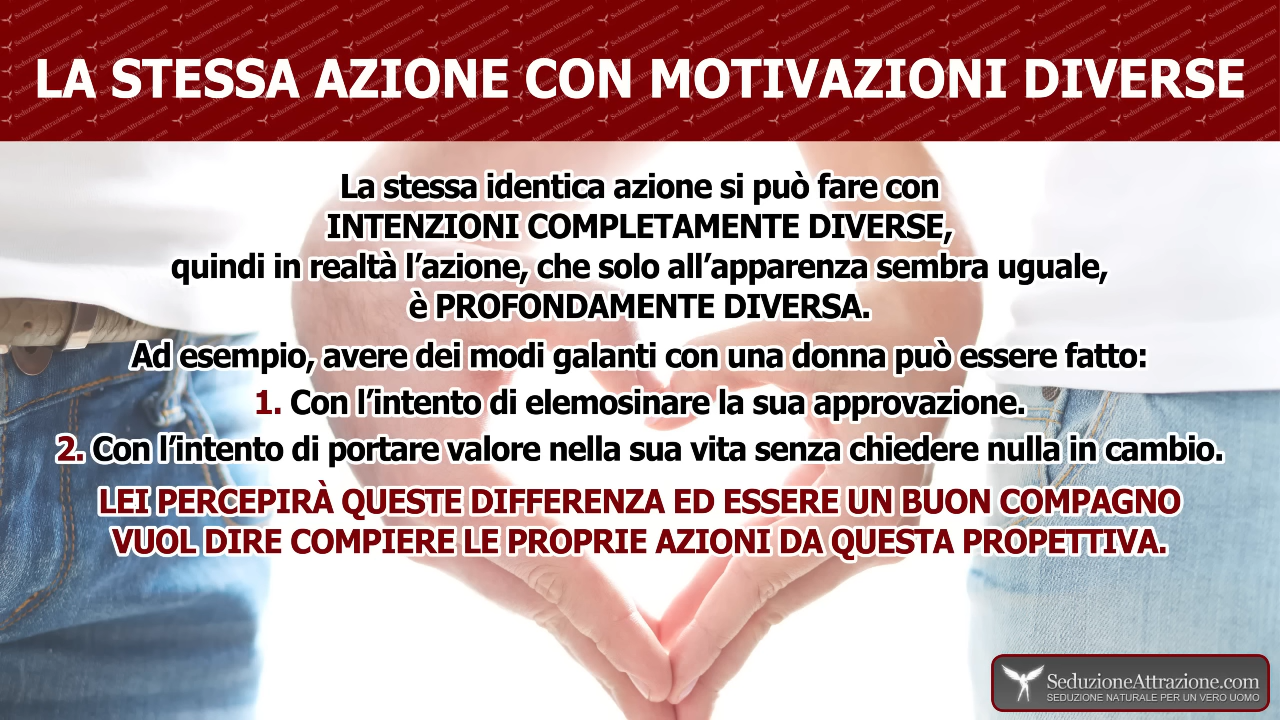 LA STESSA AZIONE CON MOTIVAZIONI DIVERSE
La stessa identica azione si può fare con
INTENZIONI COMPLETAMENTE DIVERSE,
quindi in realtà l’azione, che solo all’apparenza sembra uguale,
è PROFONDAMENTE DIVERSA.
Ad esempio, avere dei modi galanti con una donna può essere fatto:
1. Con l’intento di elemosinare la sua approvazione.
2. Con l’intento di portare valore nella sua vita senza chiedere nulla in cambio.
LEI PERCEPIRÀ QUESTE DIFFERENZA ED ESSERE UN BUON COMPAGNO
VUOL DIRE COMPIERE LE PROPRIE AZIONI DA QUESTA PROPETTIVA.
SeduzioneAttrazione.com
SEDUZIONE NATURALE PER UN VERO UOMO